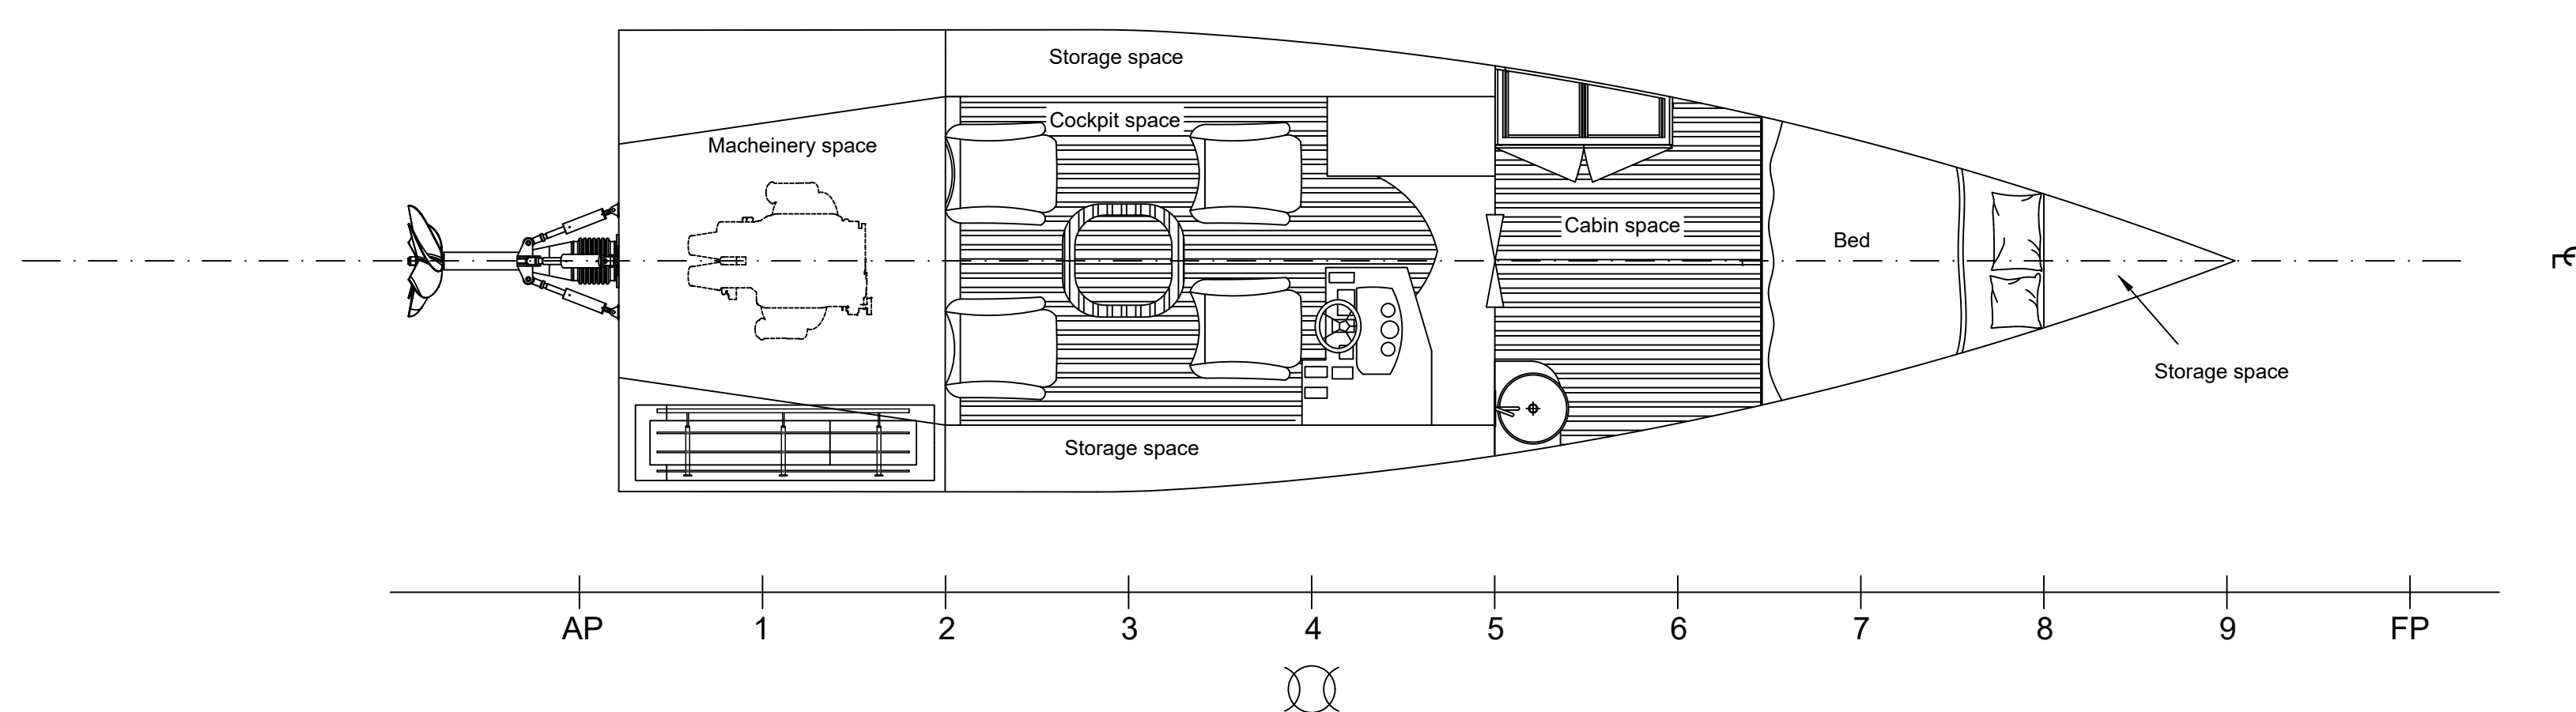 Storage space
Cockpit space
Macheinery space
Cabin space
Bed
Storage space
Storage space
AP 1 2 3 4 5 6 7 8 9 FP